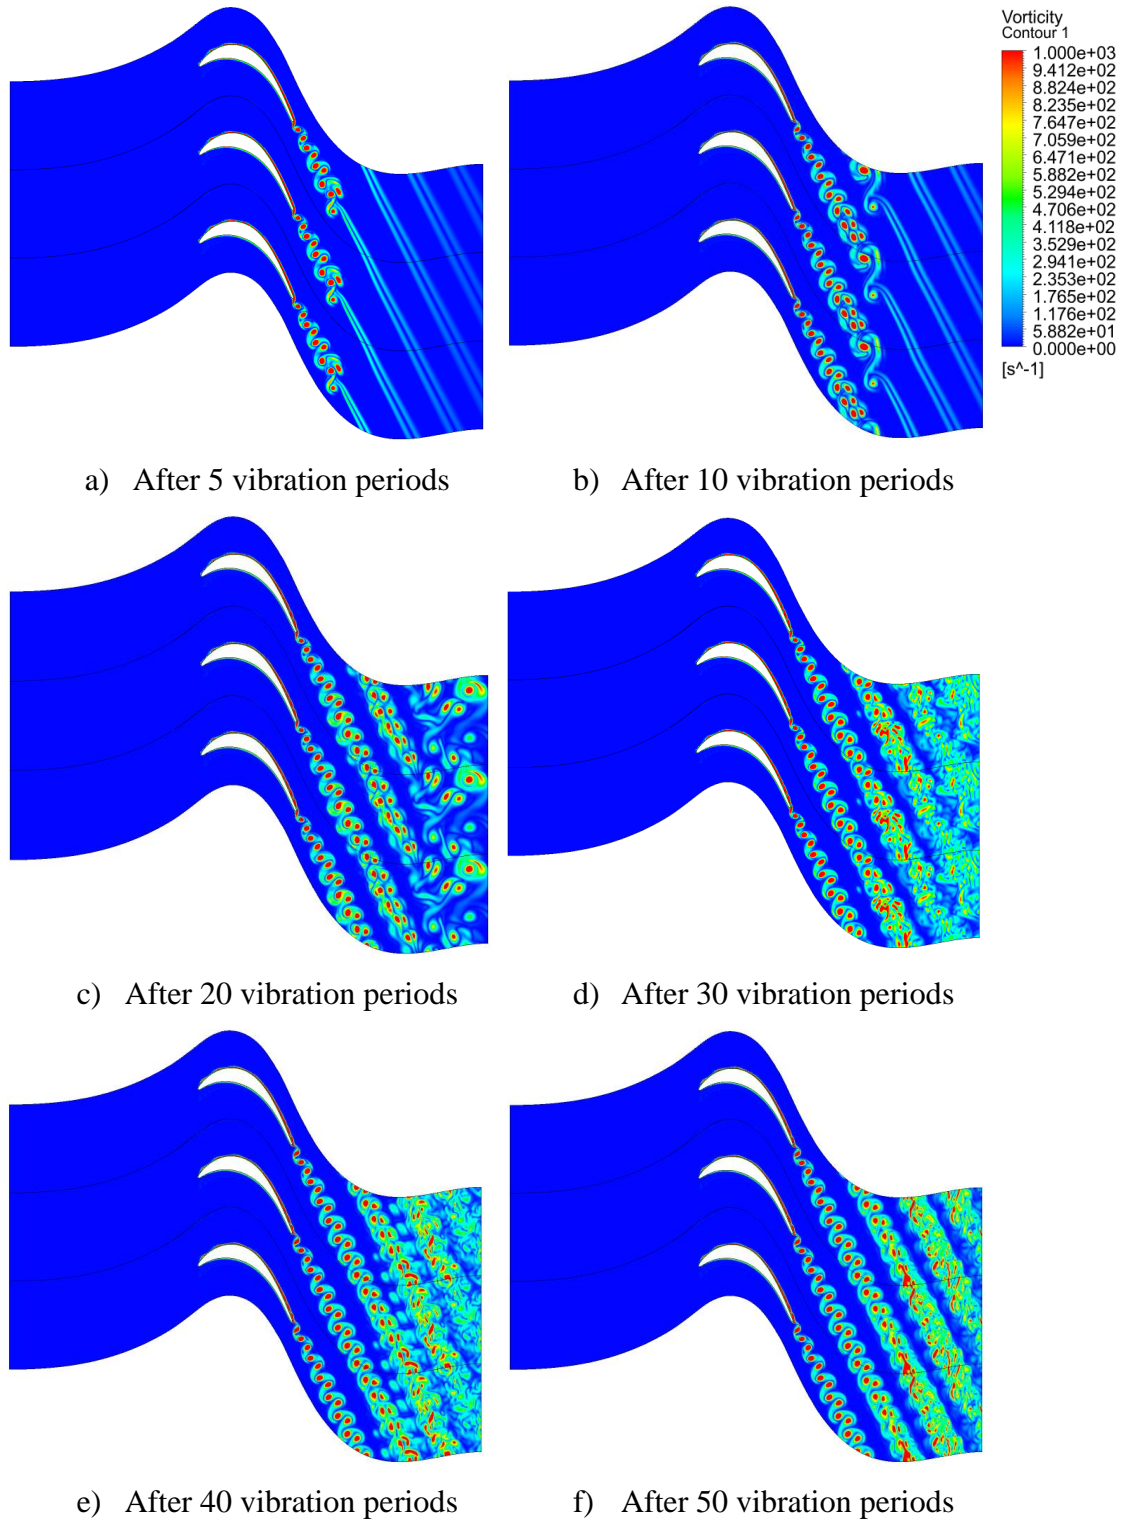 Vorticity
Contour 1
1.000e+03
9.412e+02
8.824e+02
8.235e+02
7.647e+02
7.059e+02
6.471e+02
5.882e+02
5.294e+02
4.706e+02
4.118e+02
3.529e+02
2.941e+02
2.353e+02
1.765e+02
1.176e+02
5.882e+01
0.000e+00
[s^-1]
a) After 5 vibration periods
b) After 10 vibration periods
c) After 20 vibration periods
d) After 30 vibration periods
e) After 40 vibration periods
f) After 50 vibration periods